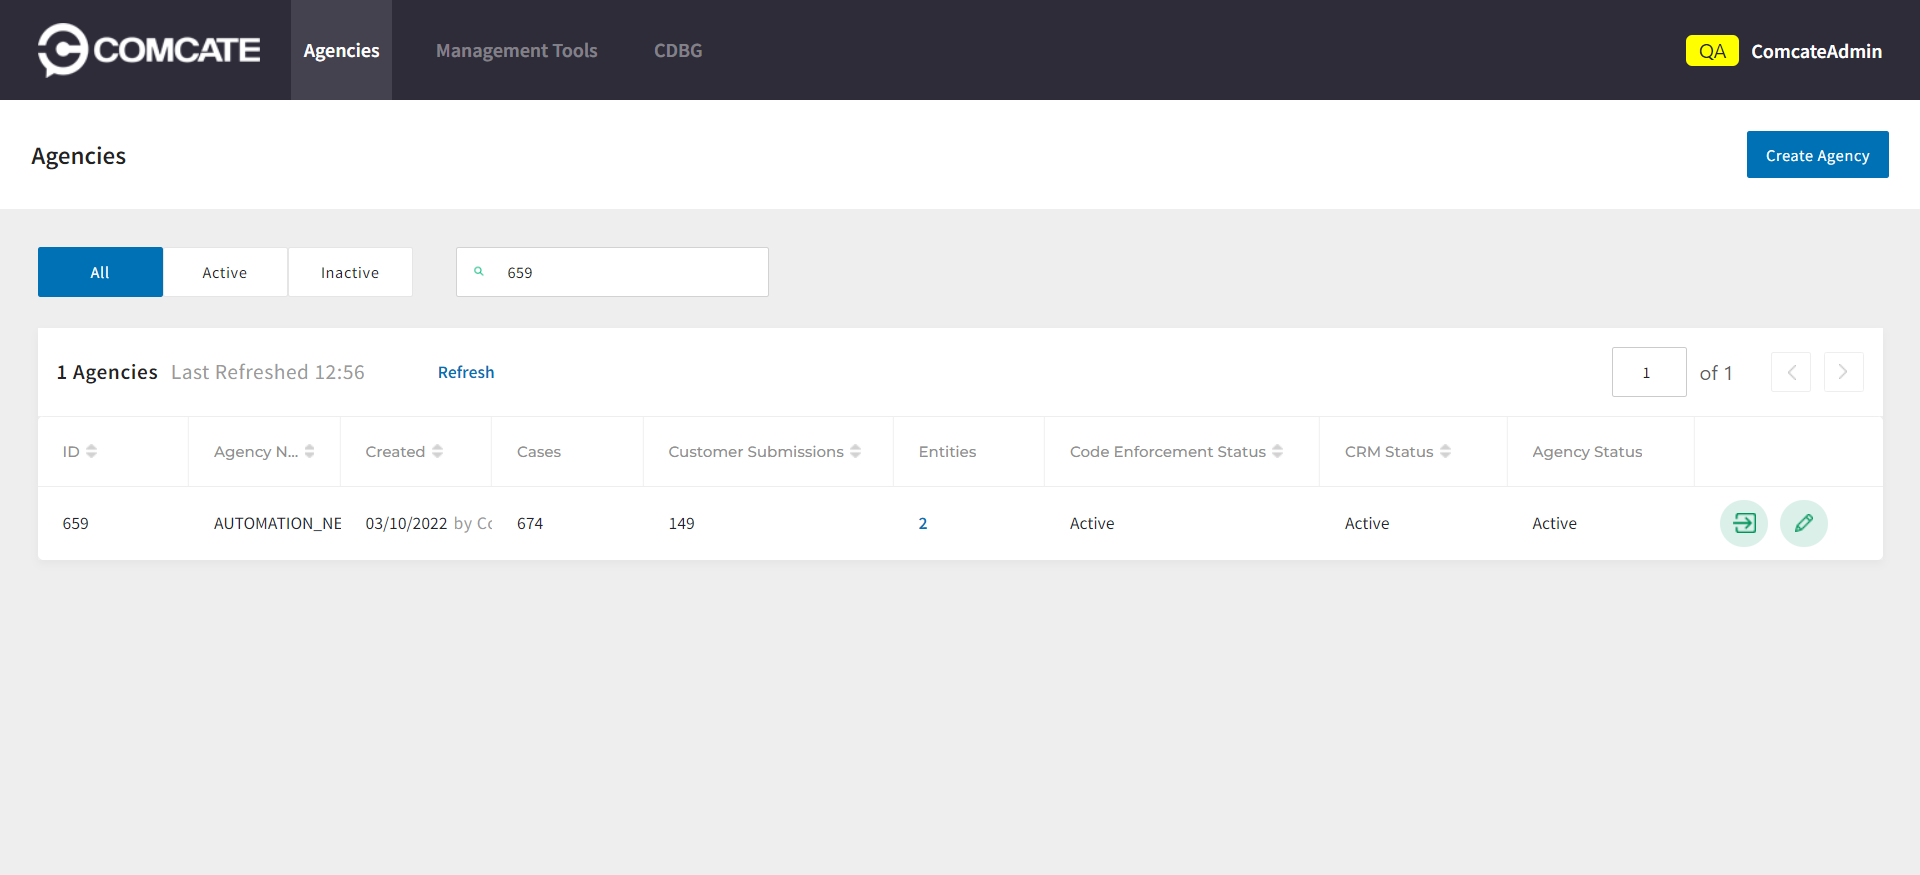 COMCATE
Agencies
Management Tools
CDBG
QA
ComcateAdmin
Agencies
Create Agency
All
Active
Inactive
659
1 Agencies Last Refreshed 12:56
Refresh
1
of 1
ID
Agency N...
Created
Cases
Customer Submissions
Entities
Code Enforcement Status
CRM Status
Agency Status
659
AUTOMATION_NE
03/10/2022 by Co
674
149
2
Active
Active
Active